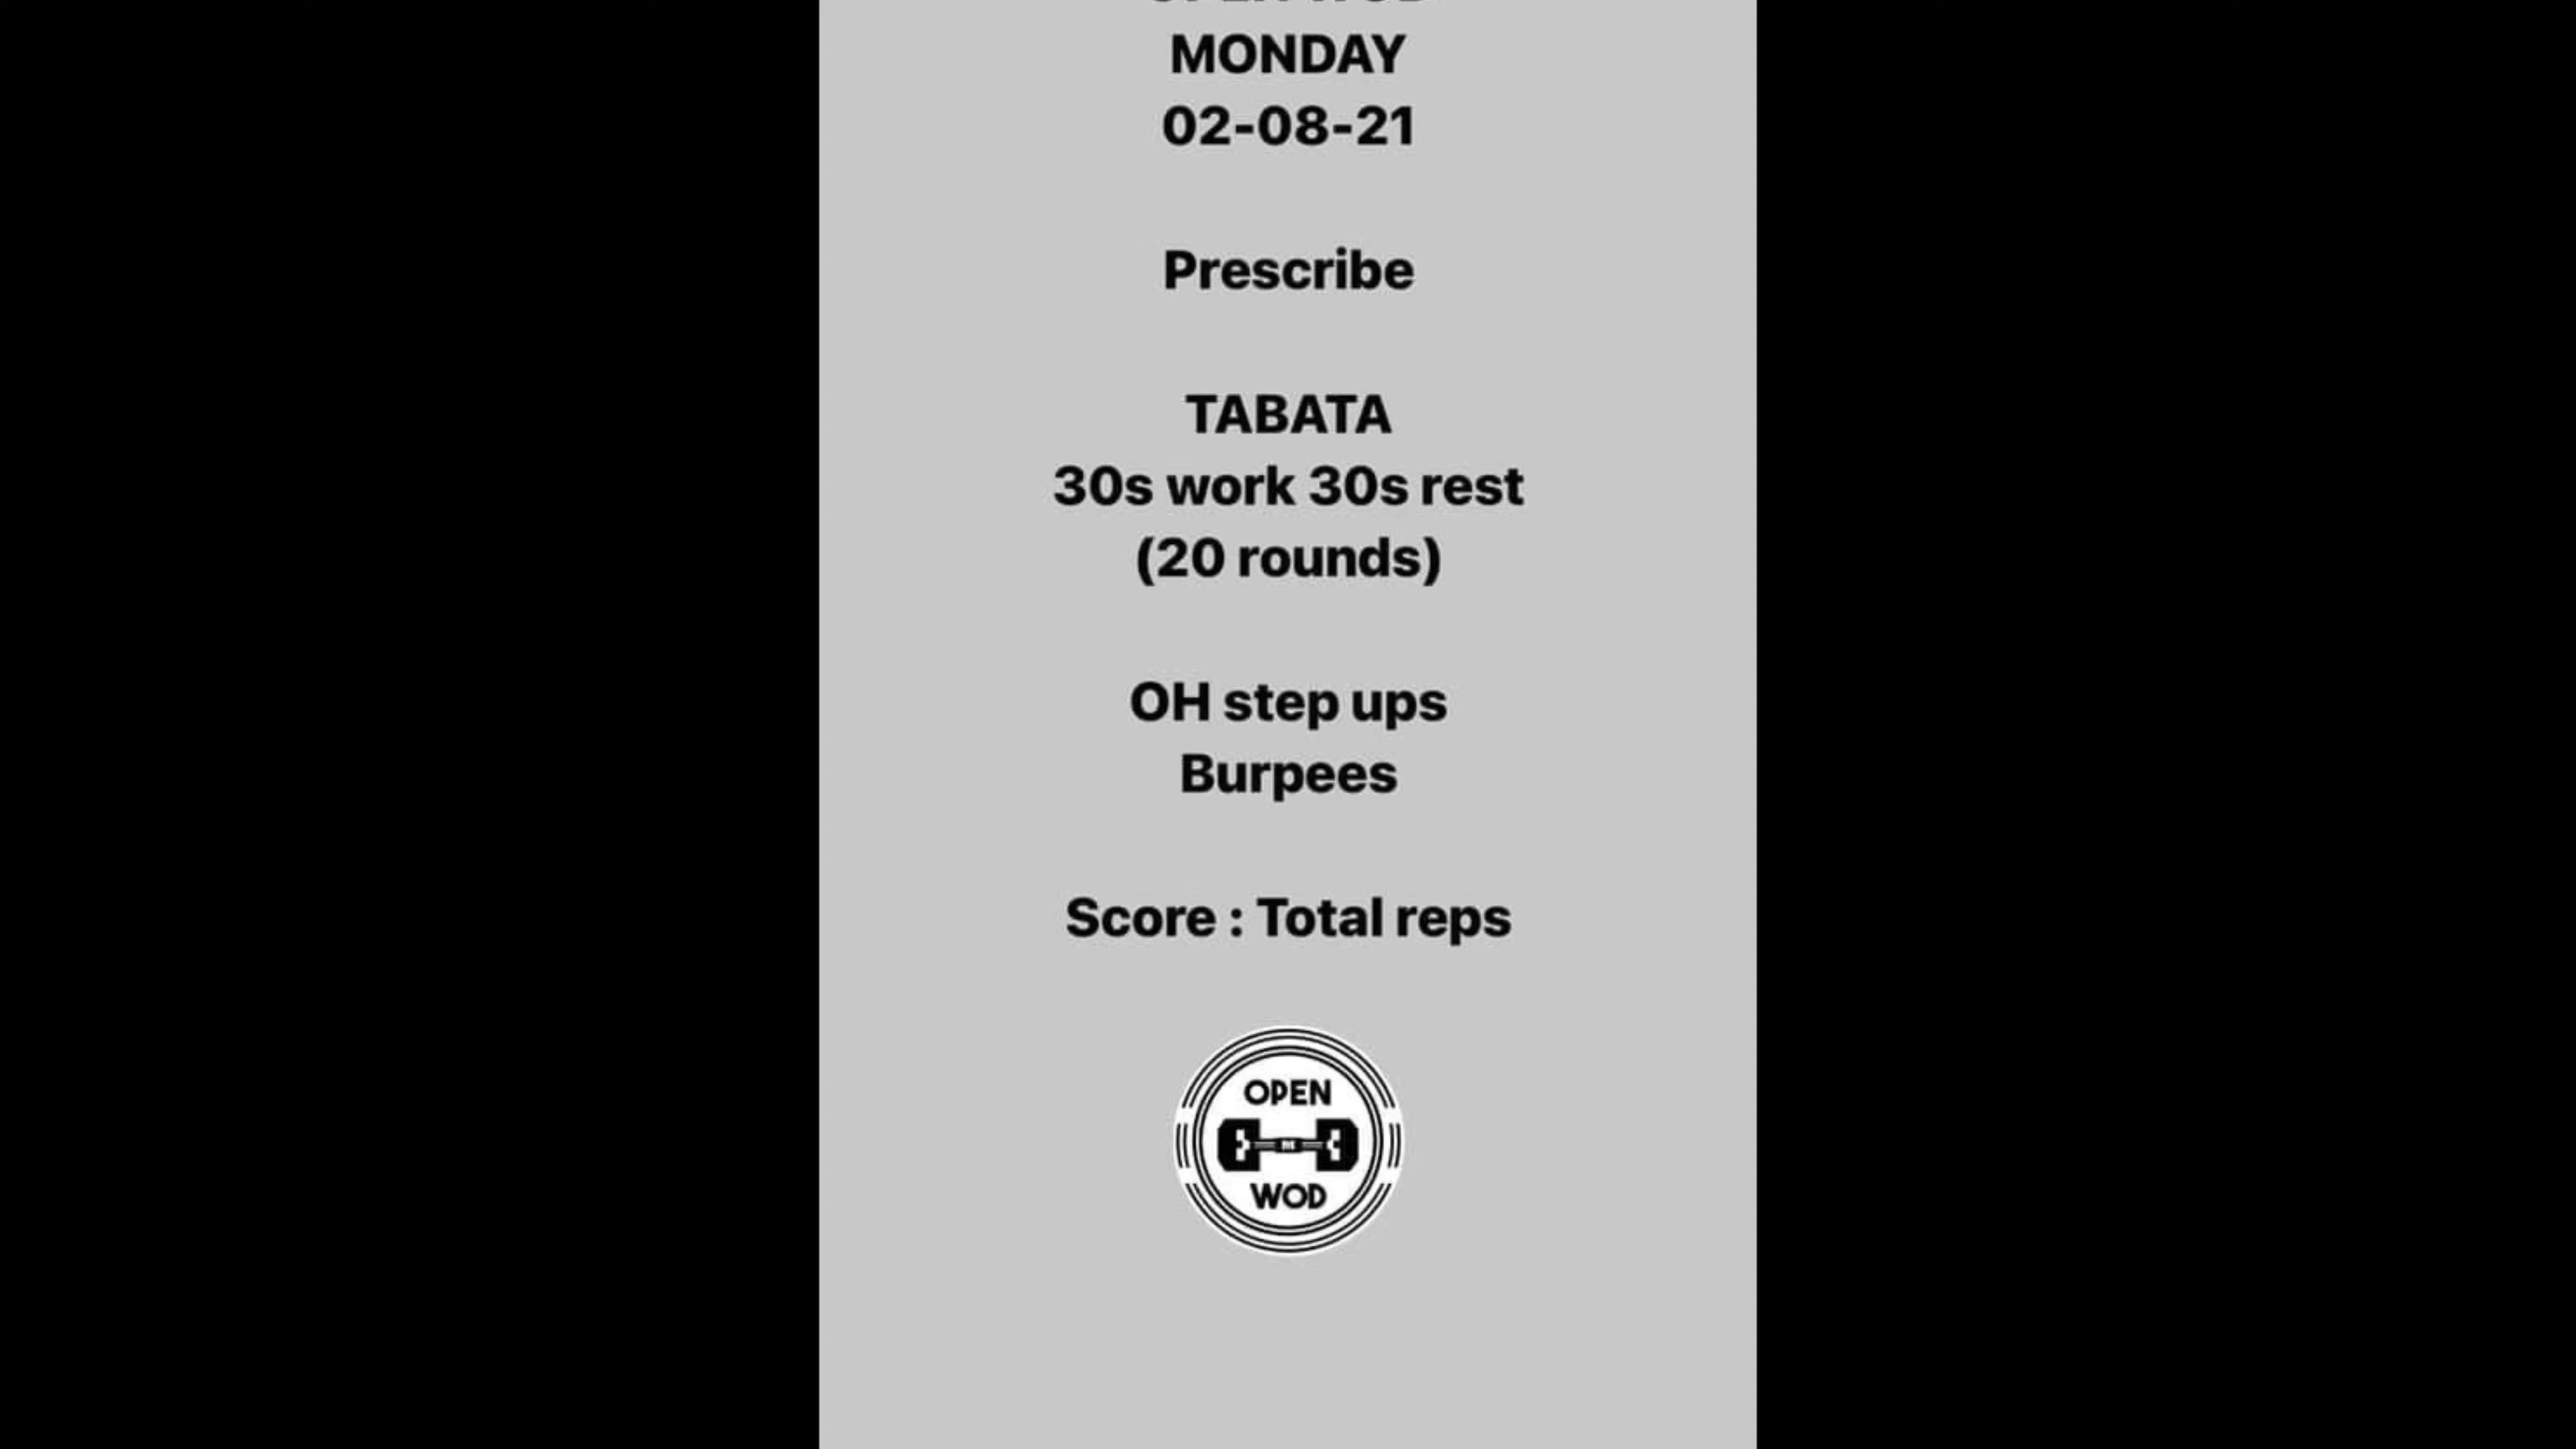 MONDAY
02-08-21
Prescribe
TABATA
30s work 30s rest
(20 rounds)
OH step ups
Burpees
Score : Total reps
OPEN
WOD